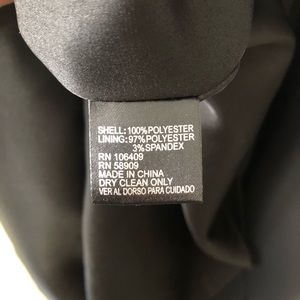 SHELL: 100% POLYESTER
LINING: 97% POLYESTER
3% SPANDEX
RN 106409
RN 58909
MADE IN CHINA
DRY CLEAN ONLY
VER AL DORSO PARA CUIDADO